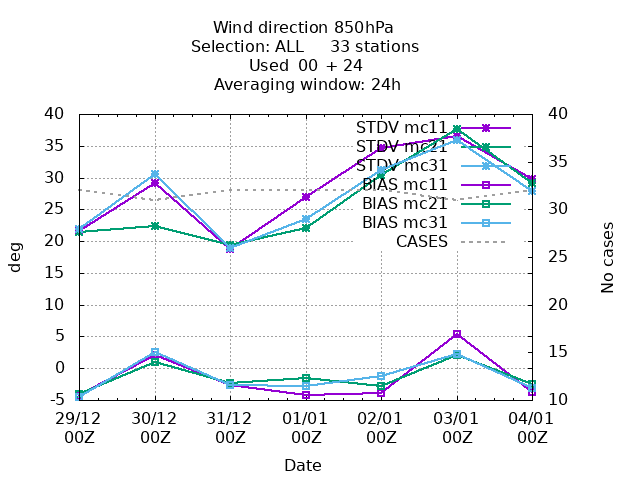 Wind direction 850hPa
Selection: ALL 33 stations
Used 00 + 24
Averaging window: 24h
40
35
30
25
20
15
10
5
0
-5
deg
40
35
30
25
20
15
10
No cases
STDV mc11
STDV mc21
STDV mc31
BIAS mc11
BIAS mc21
BIAS mc31
CASES
29/12 30/12 31/12 01/01 02/01 03/01 04/01
00Z 00Z 00Z 00Z 00Z 00Z 00Z
Date